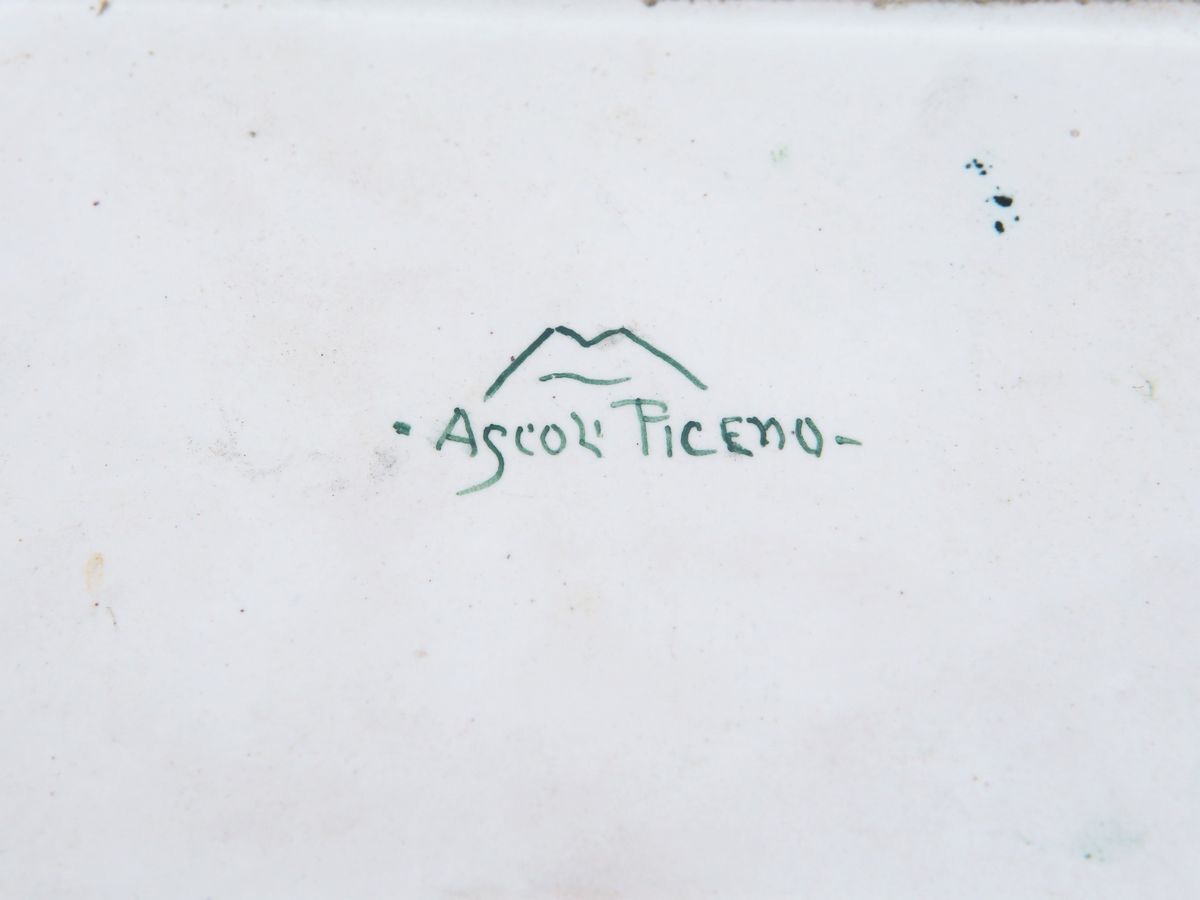 · Ascoli Piceno -